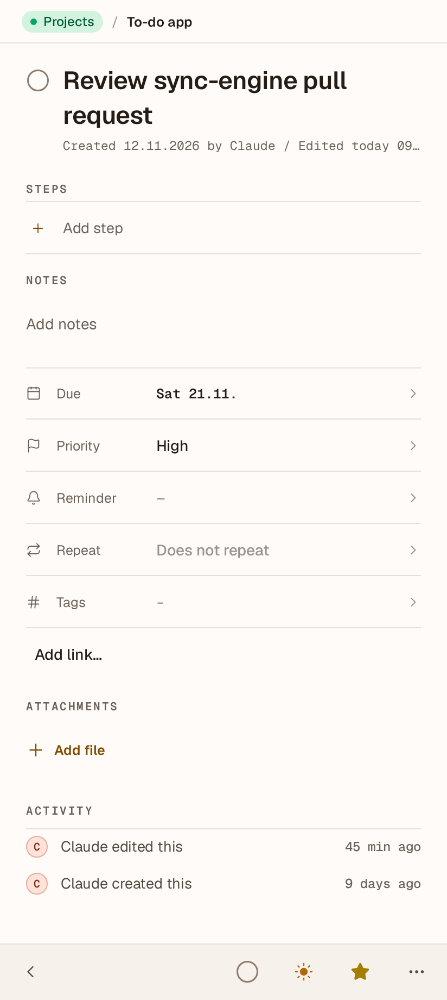 Projects / To-do app
Review sync-engine pull
request
Created 12.11.2026 by Claude / Edited today 09…
STEPS
+ Add step
NOTES
Add notes
Due Sat 21.11.
Priority High
Reminder –
Repeat Does not repeat
Tags –
Add link…
ATTACHMENTS
+ Add file
ACTIVITY
C Claude edited this 45 min ago
C Claude created this 9 days ago